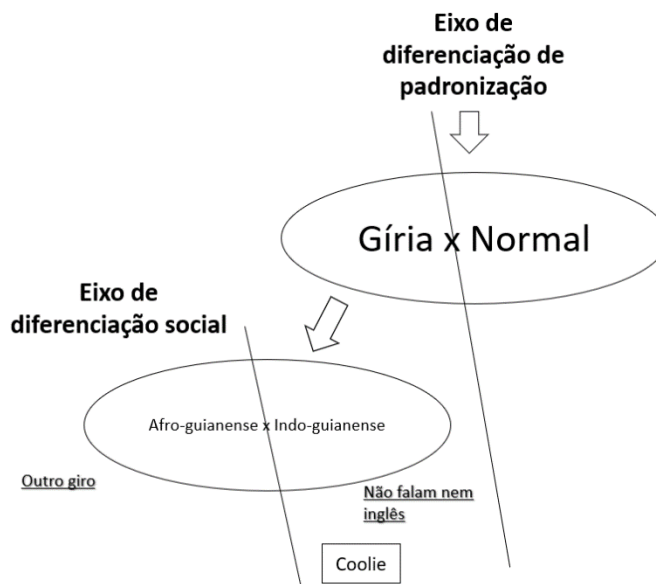 Eixo de
diferenciação de
padronização
Gíria x Normal
Eixo de
diferenciação social
Afro-guianense x Indo-guianense
Outro giro
Não falam nem
inglês
Coolie